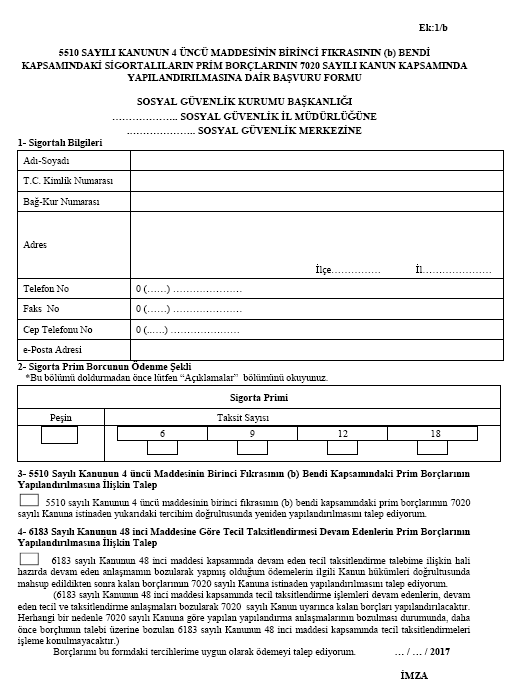 Ek:1/b
5510 SAYILI KANUNUN 4 ÜNCÜ MADDESİNİN BİRİNCİ FIKRASININ (b) BENDİ
KAPSAMINDAKİ SİGORTALILARIN PRİM BORÇLARININ 7020 SAYILI KANUN KAPSAMINDA
YAPILANDIRILMASINA DAİR BAŞVURU FORMU
SOSYAL GÜVENLİK KURUMU BAŞKANLIĞI
……………….. SOSYAL GÜVENLİK İL MÜDÜRLÜĞÜNE
………………... SOSYAL GÜVENLİK MERKEZİNE
1- Sigortalı Bilgileri
Adı-Soyadı
T.C. Kimlik Numarası
Bağ-Kur Numarası
Adres
İlçe…………… İl…………………
Telefon No 0 (……) …………………
Faks No 0 (……) …………………
Cep Telefonu No 0 (……) …………………
e-Posta Adresi
2- Sigorta Prim Borcunun Ödenme Şekli
*Bu bölümü doldurmadan önce lütfen “Açıklamalar” bölümünü okuyunuz.
Sigorta Primi
Peşin Taksit Sayısı
6 9 12 18
3- 5510 Sayılı Kanunun 4 üncü Maddesinin Birinci Fıkrasının (b) Bendi Kapsamındaki Prim Borçlarının
Yapılandırılmasına İlişkin Talep
5510 sayılı Kanunun 4 üncü maddesinin birinci fıkrasının (b) bendi kapsamındaki prim borçlarımın 7020
sayılı Kanuna istinaden yukarıdaki tercihim doğrultusunda yeniden yapılandırılmasını talep ediyorum.
4- 6183 Sayılı Kanunun 48 inci Maddesine Göre Tecil Taksitlendirmesi Devam Edenlerin Prim Borçlarının
Yapılandırılmasına İlişkin Talep
6183 sayılı Kanunun 48 inci maddesi kapsamında devam eden tecil taksitlendirme talebime ilişkin hali
hazırda devam eden anlaşmamın bozularak yapmış olduğum ödemelerin ilgili Kanun hükümleri doğrultusunda
mahsup edildikten sonra kalan borçlarımın 7020 sayılı Kanuna istinaden yapılandırılmasını talep ediyorum.
(6183 sayılı Kanunun 48 inci maddesi kapsamında tecil taksitlendirme işlemleri devam edenlerin, devam
eden tecil ve taksitlendirme anlaşmaları bozularak 7020 sayılı Kanun uyarınca kalan borçları yapılandırılacaktır.
Herhangi bir nedenle 7020 sayılı Kanuna göre yapılan yapılandırma anlaşmalarının bozulması durumunda, daha
önce borçlunun talebi üzerine bozulan 6183 sayılı Kanunun 48 inci maddesi kapsamında tecil taksitlendirmeleri
işleme konulmayacaktır.)
Borçlarımı bu formdaki tercihlerime uygun olarak ödemeyi talep ediyorum. … / … / 2017
İMZA